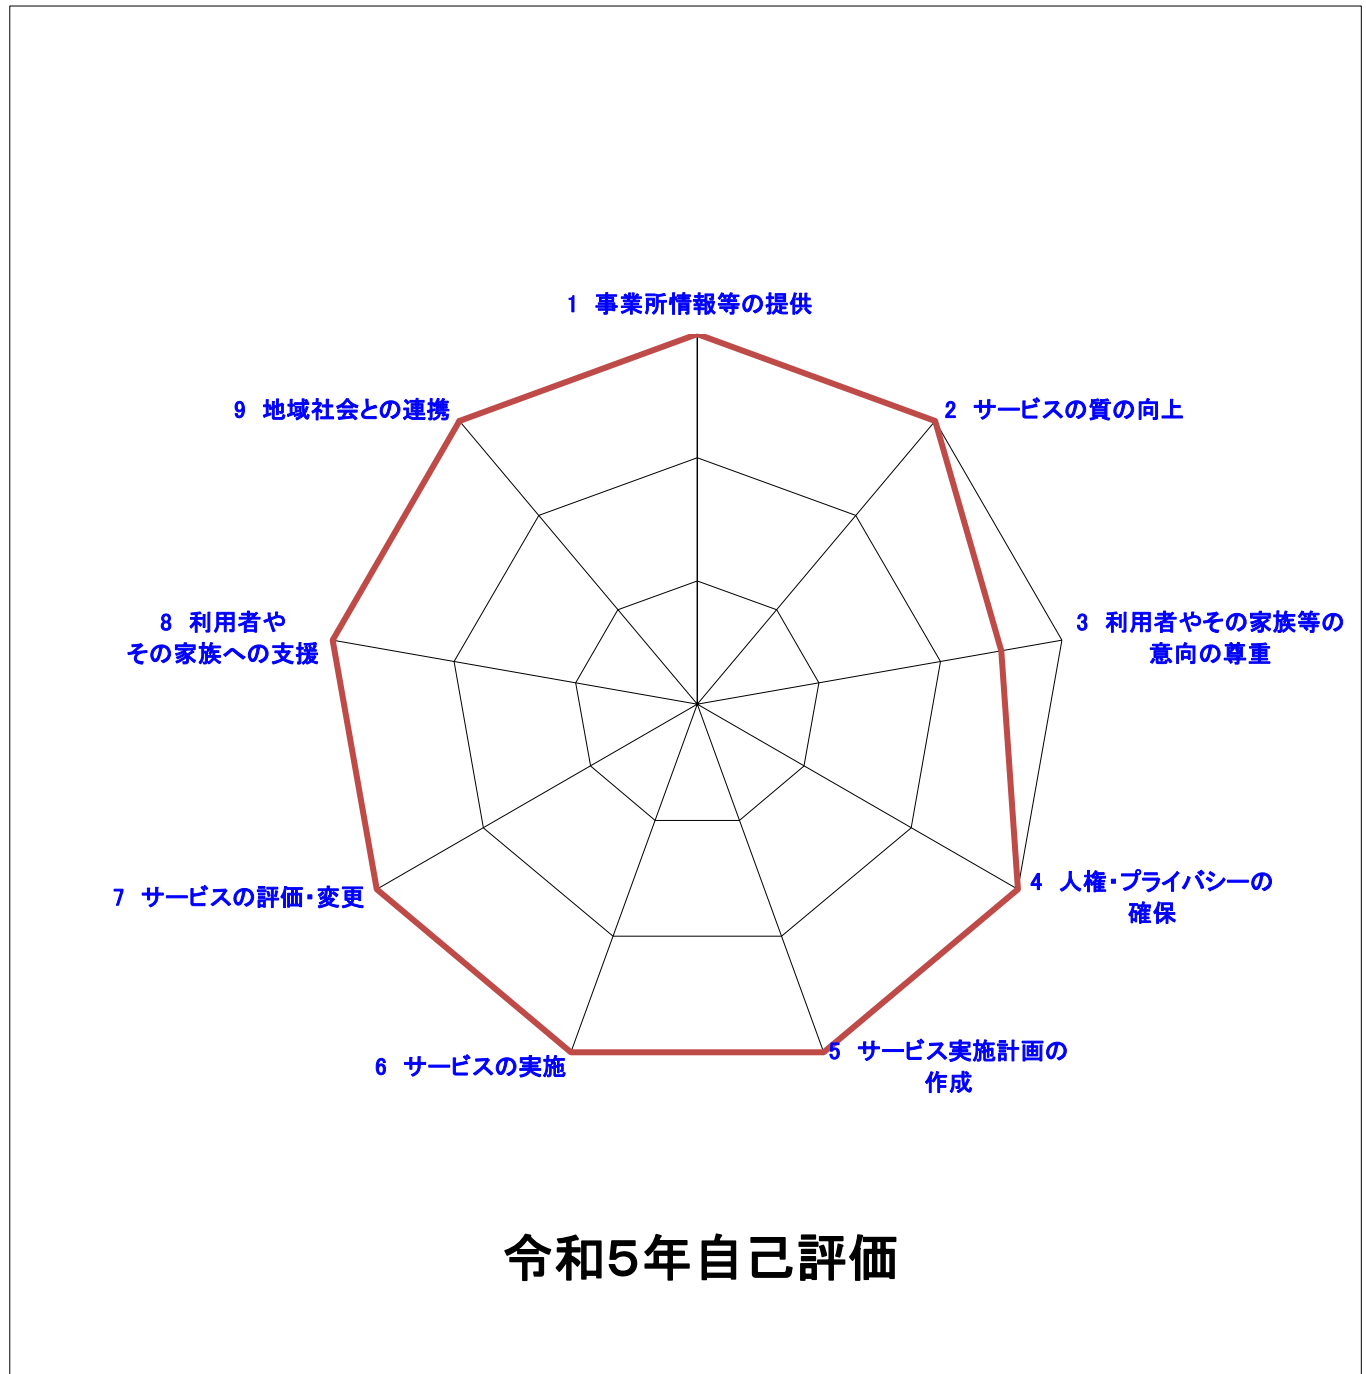 1 事業所情報等の提供
2 サービスの質の向上
3 利用者やその家族等の
意向の尊重
4 人権・プライバシーの
確保
5 サービス実施計画の
作成
6 サービスの実施
7 サービスの評価・変更
8 利用者や
その家族への支援
9 地域社会との連携
令和5年自己評価